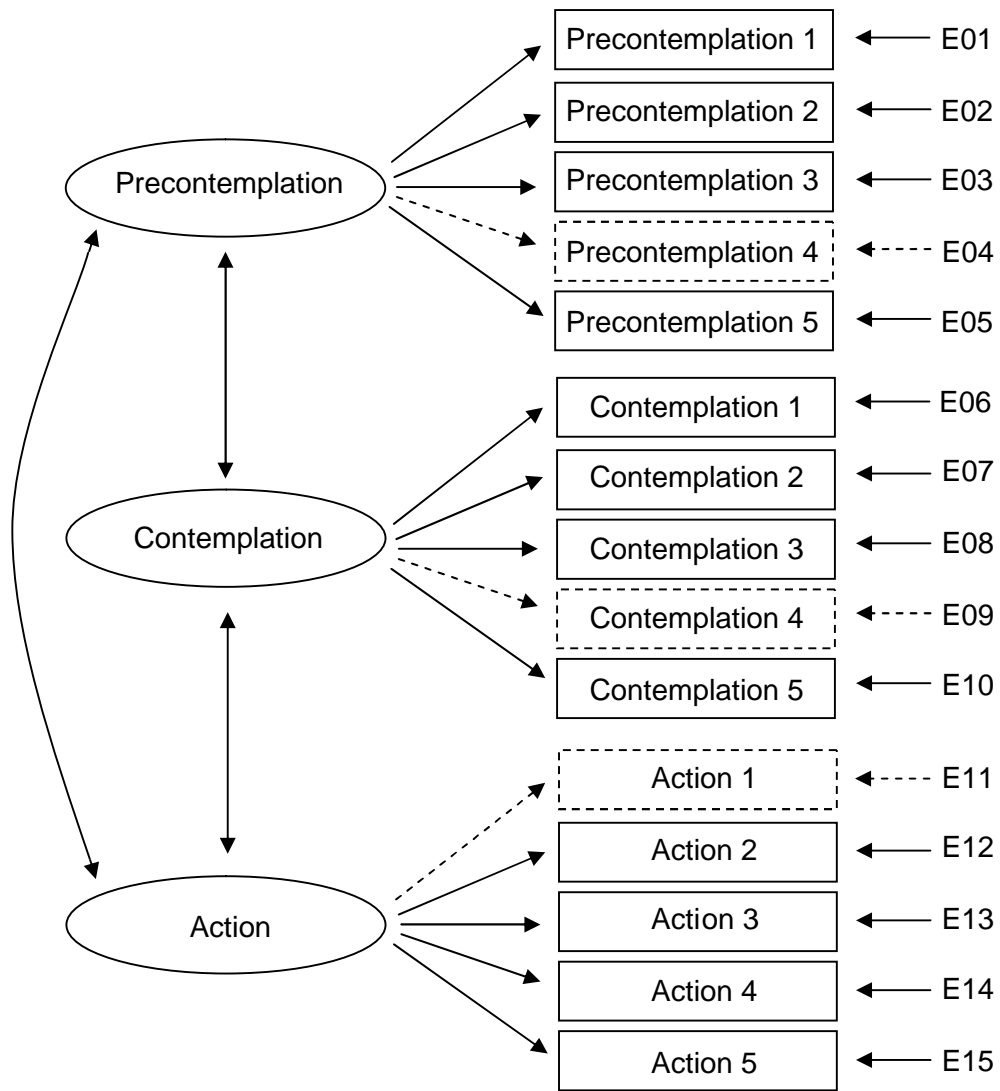 Precontemplation 1
E01
Precontemplation 2
E02
Precontemplation
Precontemplation 3
E03
Precontemplation 4
E04
Precontemplation 5
E05
Contemplation 1
E06
Contemplation 2
E07
Contemplation
Contemplation 3
E08
Contemplation 4
E09
Contemplation 5
E10
Action 1
E11
Action 2
E12
Action
Action 3
E13
Action 4
E14
Action 5
E15